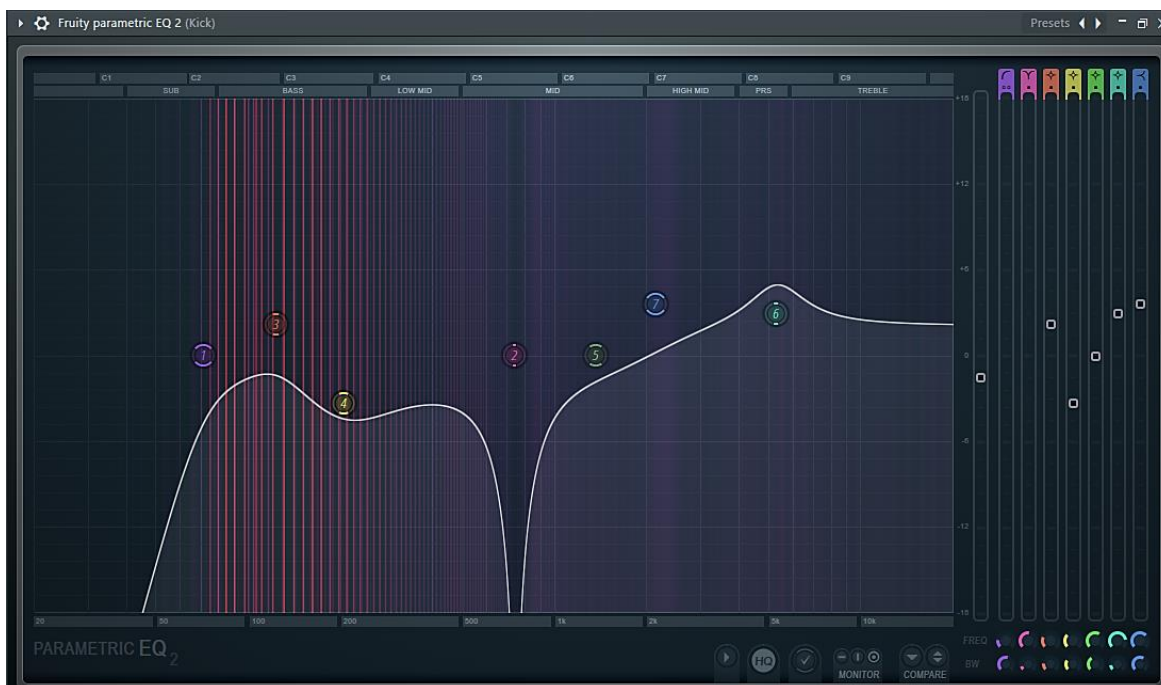 Fruity parametric EQ 2 (Kick) Presets
C1 C2 C3 C4 C5 C6 C7 C8 C9
SUB BASS LOW MID MID HIGH MID PRS TREBLE
+18
+12
+6
3
7
6
1 2 5 0
4
-6
-12
-18
20 50 100 200 500 1k 2k 5k 10k
PARAMETRIC EQ 2
HQ
MONITOR COMPARE
FREQ
BW